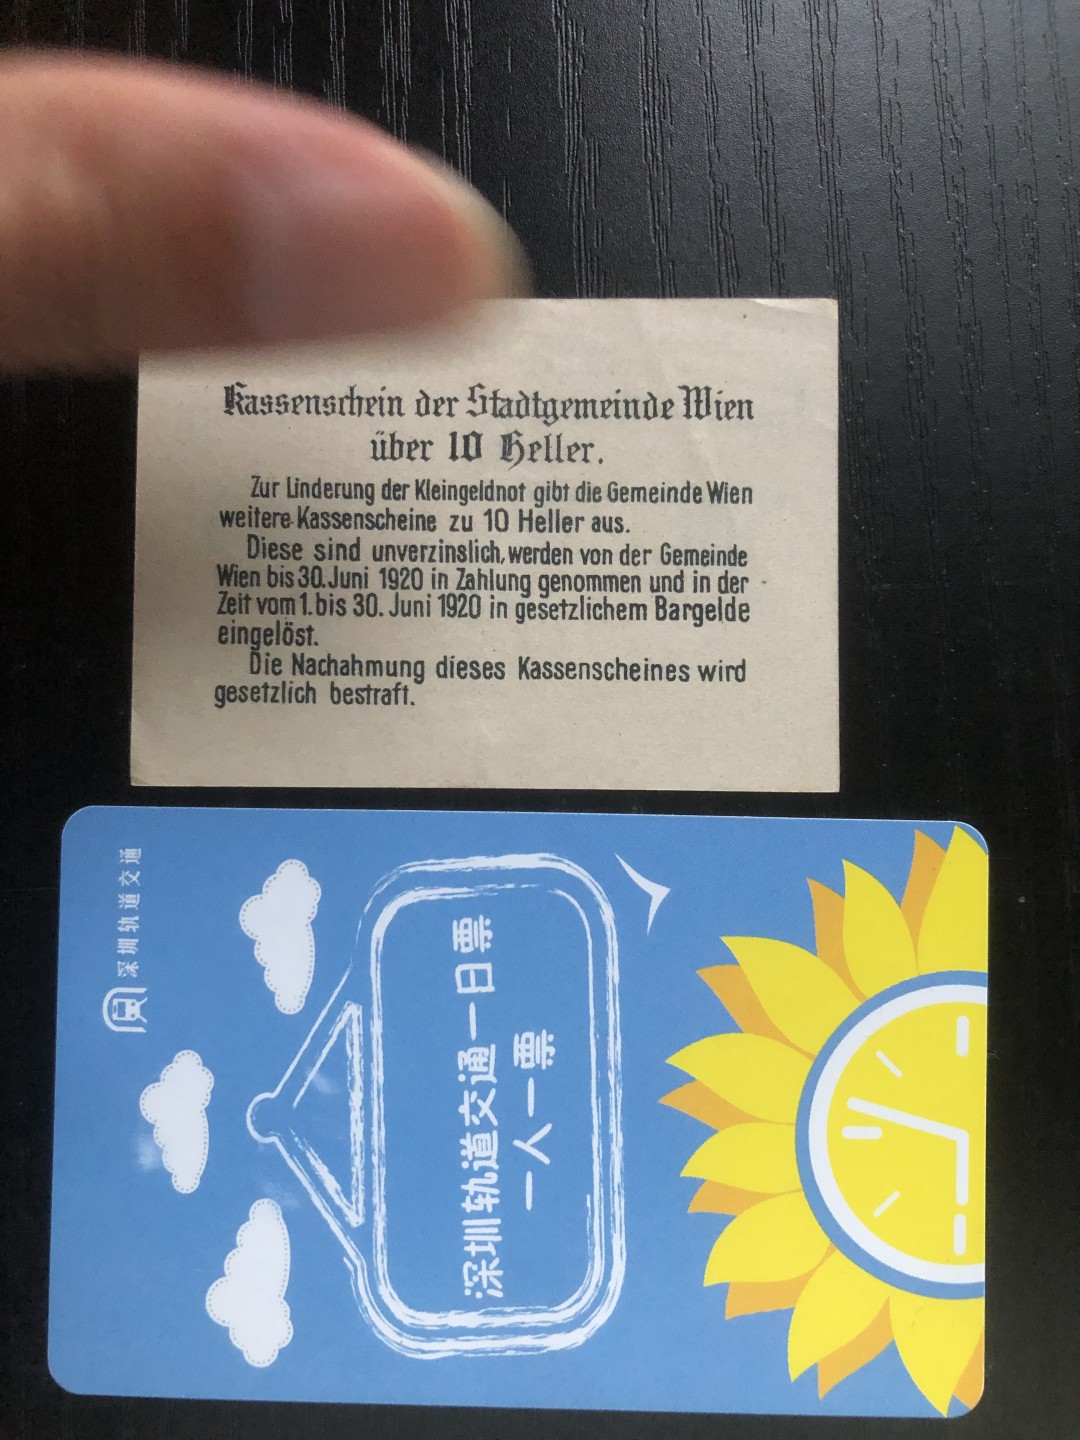 Kassenschein der Stadtgemeinde Wien
über 10 Heller.
Zur Linderung der Kleingeldnot gibt die Gemeinde Wien
weitere Kassenscheine zu 10 Heller aus.
Diese sind unverzinslich, werden von der Gemeinde
Wien bis 30. Juni 1920 in Zahlung genommen und in der
Zeit vom 1. bis 30. Juni 1920 in gesetzlichem Bargelde
eingelöst.
Die Nachahmung dieses Kassenscheines wird
gesetzlich bestraft.
深圳轨道交通
深圳轨道交通一日票
一人一票